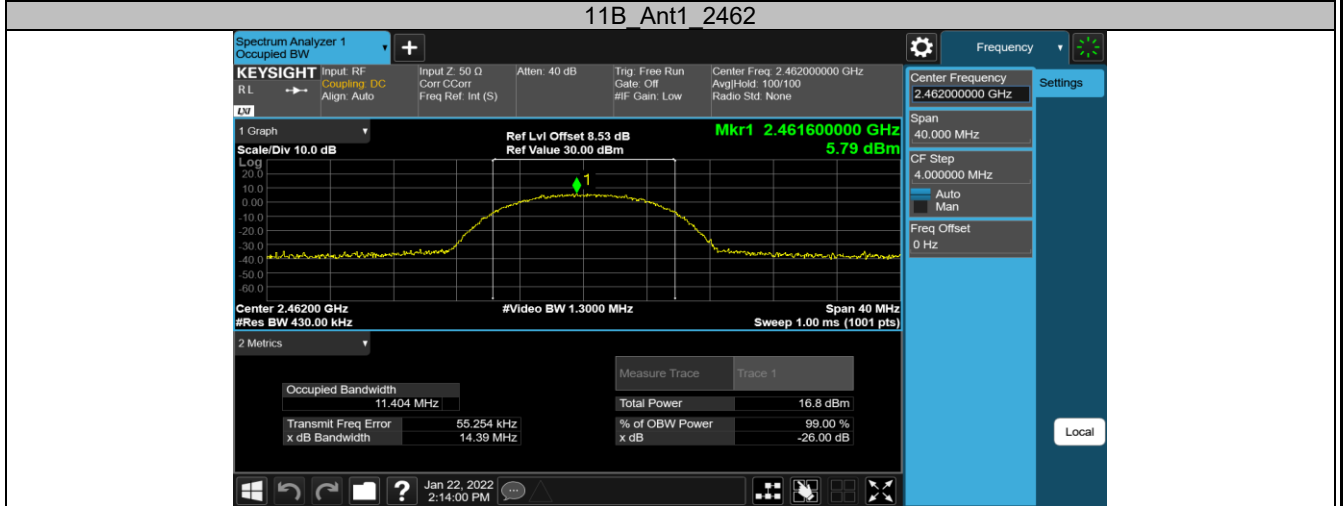 11B_Ant1_2462
Spectrum Analyzer 1
Occupied BW
Frequency
KEYSIGHT
RL
LXI
Input: RF
Coupling: DC
Align: Auto
Input Z: 50 Ω
Corr CCorr
Freq Ref: Int (S)
Atten: 40 dB
Trig: Free Run
Gate: Off
#IF Gain: Low
Center Freq: 2.462000000 GHz
Avg|Hold: 100/100
Radio Std: None
Center Frequency
2.462000000 GHz
Settings
Span
40.000 MHz
CF Step
4.000000 MHz
Auto
Man
Freq Offset
0 Hz
Local
1 Graph
Scale/Div 10.0 dB
Ref Lvl Offset 8.53 dB
Ref Value 30.00 dBm
Mkr1 2.461600000 GHz
5.79 dBm
Log
20.0
10.0
0.00
-10.0
-20.0
-30.0
-40.0
-50.0
-60.0
1
Center 2.46200 GHz
#Video BW 1.3000 MHz
Span 40 MHz
#Res BW 430.00 kHz
Sweep 1.00 ms (1001 pts)
2 Metrics
Measure Trace Trace 1
Occupied Bandwidth
11.404 MHz
Total Power 16.8 dBm
Transmit Freq Error 55.254 kHz
% of OBW Power 99.00 %
x dB Bandwidth 14.39 MHz
x dB -26.00 dB
?
Jan 22, 2022
2:14:00 PM